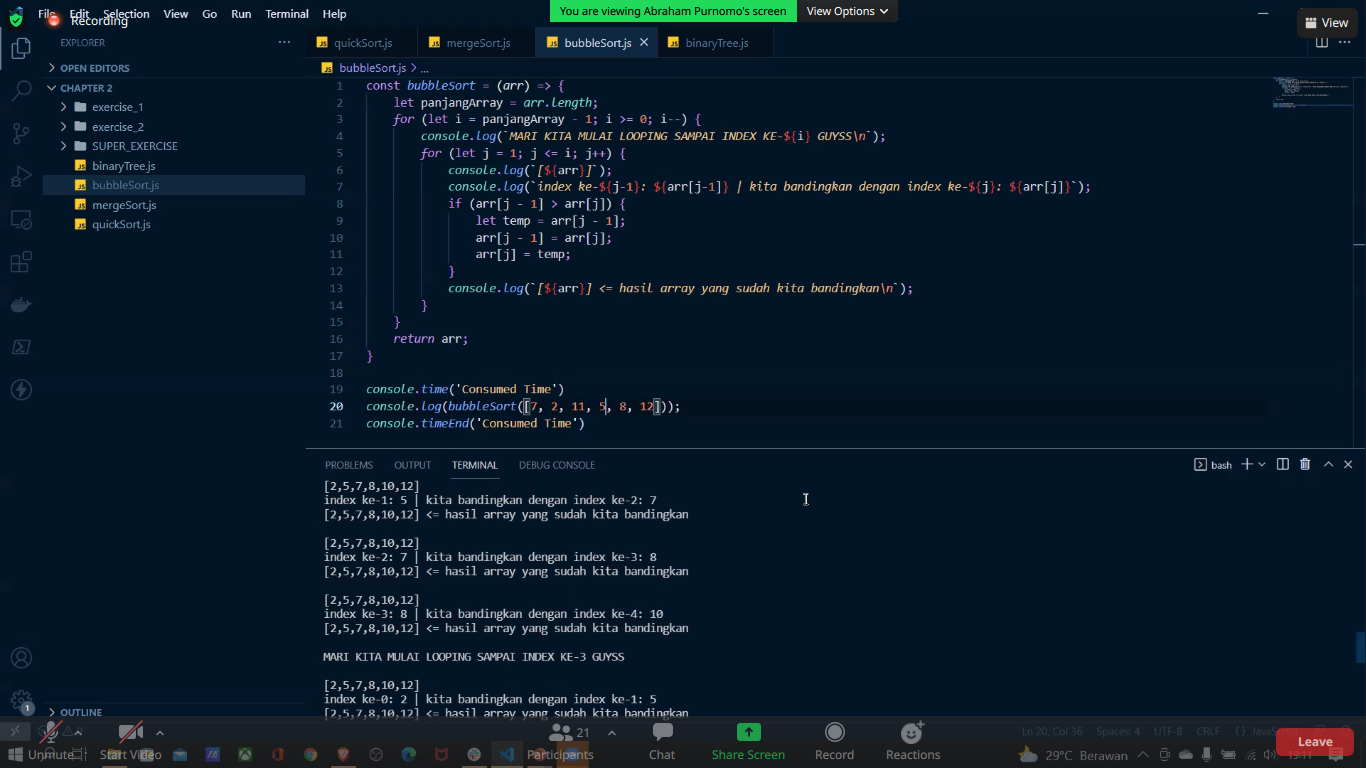 File Edit Selection View Go Run Terminal Help
Recording
You are viewing Abraham Purnomo's screen
View Options
View
EXPLORER
OPEN EDITORS
CHAPTER 2
exercise_1
exercise_2
SUPER_EXERCISE
JS binaryTree.js
JS bubbleSort.js
JS mergeSort.js
JS quickSort.js
OUTLINE
JS quickSort.js
JS mergeSort.js
JS bubbleSort.js
JS binaryTree.js
JS bubbleSort.js > ...
1 const bubbleSort = (arr) => {
2 let panjangArray = arr.length;
3 for (let i = panjangArray - 1; i >= 0; i--) {
4 console.log(`MARI KITA MULAI LOOPING SAMPAI INDEX KE-${i} GUYSS\n`);
5 for (let j = 1; j <= i; j++) {
6 console.log(`[${arr}]`);
7 console.log(`index ke-${j-1}: ${arr[j-1]} | kita bandingkan dengan index ke-${j}: ${arr[j]}`);
8 if (arr[j - 1] > arr[j]) {
9 let temp = arr[j - 1];
10 arr[j - 1] = arr[j];
11 arr[j] = temp;
12 }
13 console.log(`[${arr}] <= hasil array yang sudah kita bandingkan\n`);
14 }
15 }
16 return arr;
17 }
18
19 console.time('Consumed Time')
20 console.log(bubbleSort([7, 2, 11, 5, 8, 12]));
21 console.timeEnd('Consumed Time')
PROBLEMS OUTPUT TERMINAL DEBUG CONSOLE
bash
[2,5,7,8,10,12]
index ke-1: 5 | kita bandingkan dengan index ke-2: 7
[2,5,7,8,10,12] <= hasil array yang sudah kita bandingkan
[2,5,7,8,10,12]
index ke-2: 7 | kita bandingkan dengan index ke-3: 8
[2,5,7,8,10,12] <= hasil array yang sudah kita bandingkan
[2,5,7,8,10,12]
index ke-3: 8 | kita bandingkan dengan index ke-4: 10
[2,5,7,8,10,12] <= hasil array yang sudah kita bandingkan
MARI KITA MULAI LOOPING SAMPAI INDEX KE-3 GUYSS
[2,5,7,8,10,12]
index ke-0: 2 | kita bandingkan dengan index ke-1: 5
[2,5,7,8,10,12] <= hasil array yang sudah kita bandingkan
1
Ln 20, Col 36 Spaces: 4 UTF-8 CRLF {} JavaScript
21
Unmute
Start Video
Participants
Chat
Share Screen
Record
Reactions
Leave
29°C Berawan
19:11